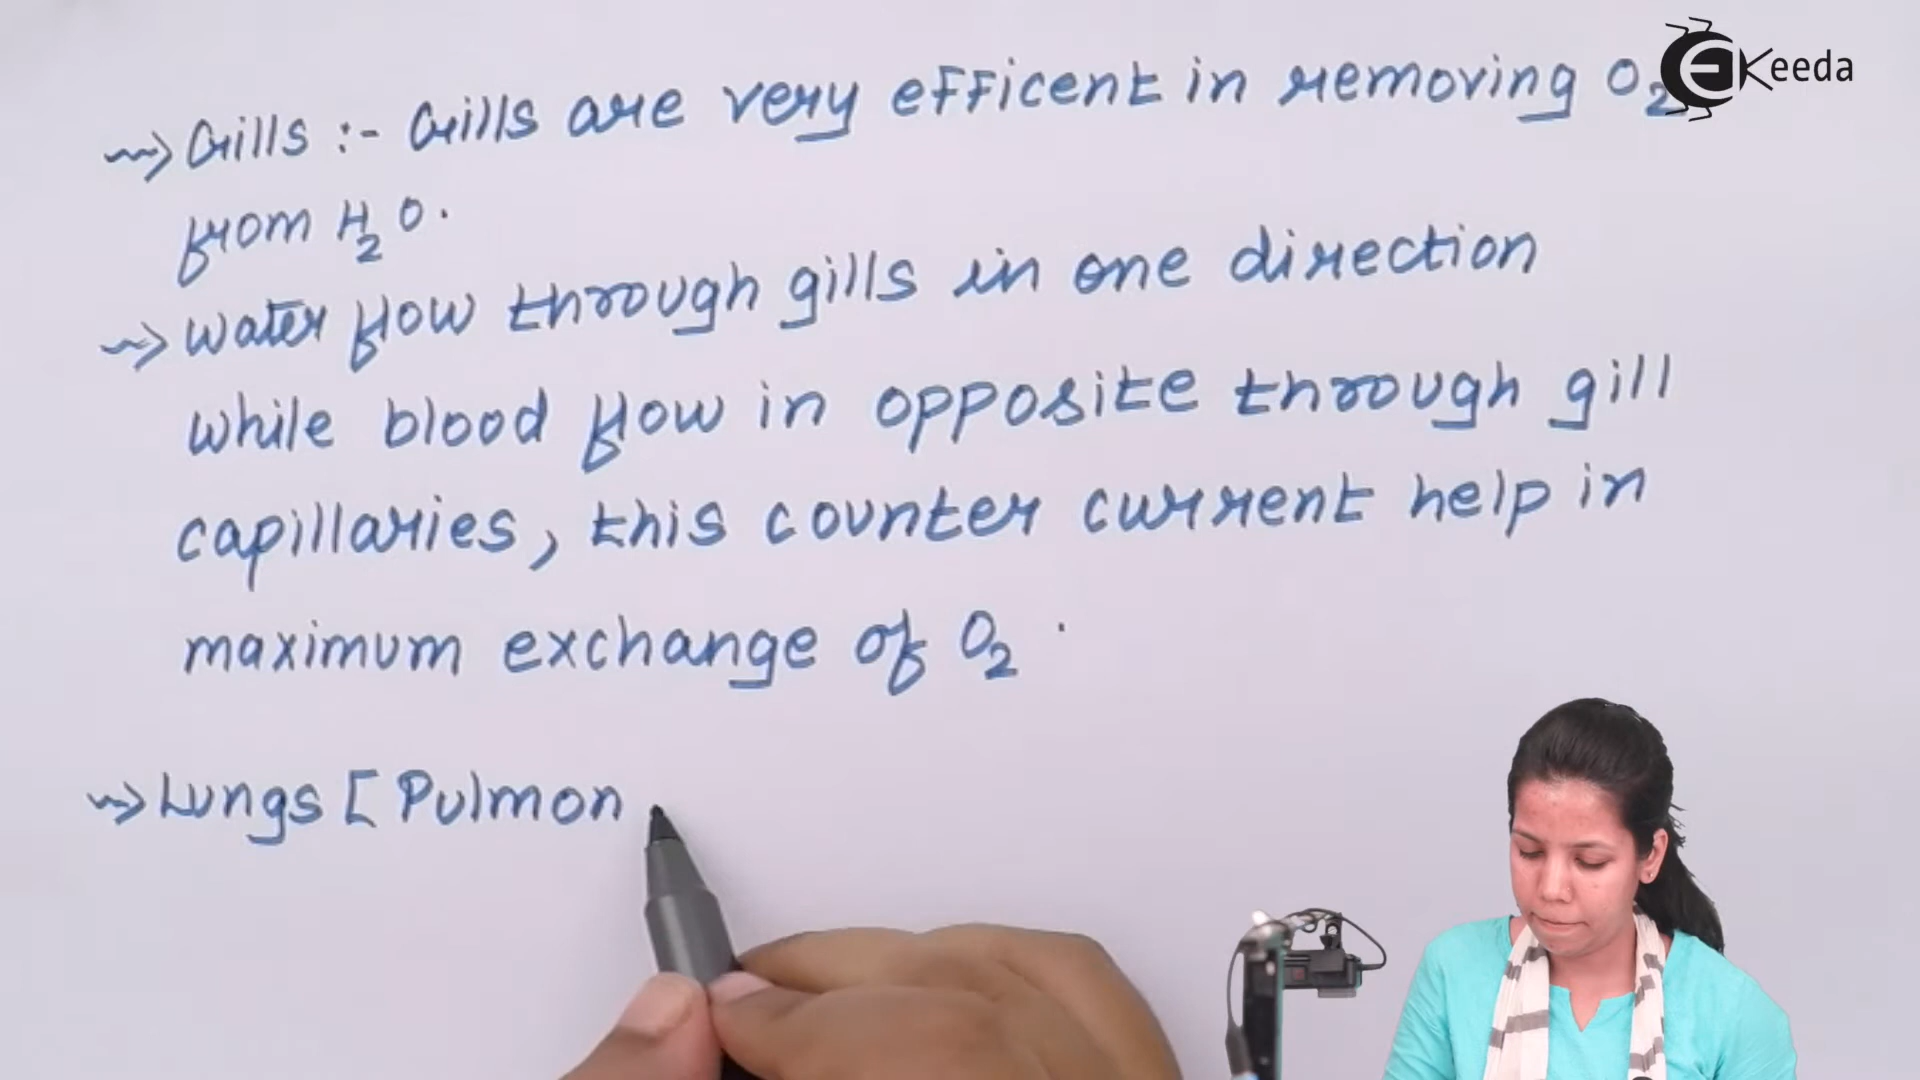 EKeeda
⇝ Gills :- Gills are very efficent in removing O₂
from H₂O.
⇝ Water flow through gills in one direction
while blood flow in opposite through gill
capillaries, this counter current help in
maximum exchange of O₂ .
⇝ Lungs [ Pulmon